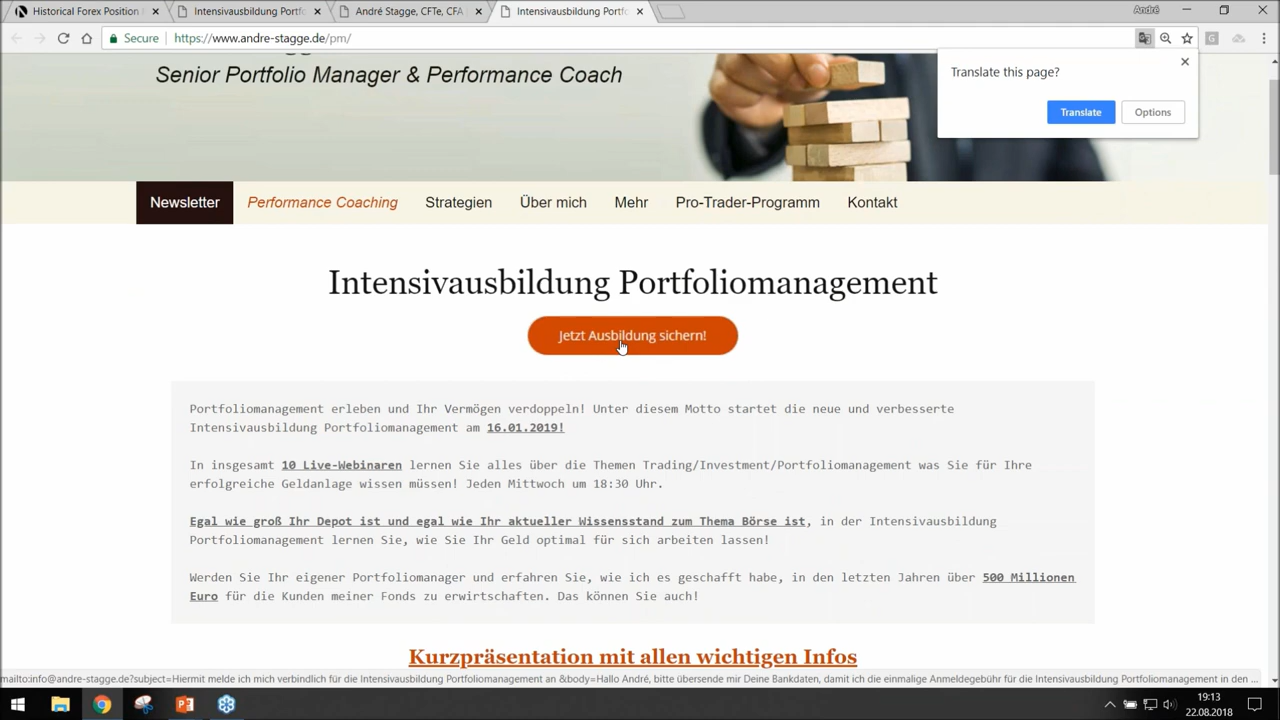 Historical Forex Position
Intensivausbildung Portfo
André Stagge, CFTe, CFA
Intensivausbildung Portfo
André
Secure
https://www.andre-stagge.de/pm/
Translate this page?
Translate
Options
Senior Portfolio Manager & Performance Coach
Newsletter
Performance Coaching
Strategien
Über mich
Mehr
Pro-Trader-Programm
Kontakt
Intensivausbildung Portfoliomanagement
Jetzt Ausbildung sichern!
Portfoliomanagement erleben und Ihr Vermögen verdoppeln! Unter diesem Motto startet die neue und verbesserte
Intensivausbildung Portfoliomanagement am 16.01.2019!
In insgesamt 10 Live-Webinaren lernen Sie alles über die Themen Trading/Investment/Portfoliomanagement was Sie für Ihre
erfolgreiche Geldanlage wissen müssen! Jeden Mittwoch um 18:30 Uhr.
Egal wie groß Ihr Depot ist und egal wie Ihr aktueller Wissensstand zum Thema Börse ist, in der Intensivausbildung
Portfoliomanagement lernen Sie, wie Sie Ihr Geld optimal für sich arbeiten lassen!
Werden Sie Ihr eigener Portfoliomanager und erfahren Sie, wie ich es geschafft habe, in den letzten Jahren über 500 Millionen
Euro für die Kunden meiner Fonds zu erwirtschaften. Das können Sie auch!
Kurzpräsentation mit allen wichtigen Infos
mailto:info@andre-stagge.de?subject=Hiermit melde ich mich verbindlich für die Intensivausbildung Portfoliomanagement an &body=Hallo André, bitte übersende mir Deine Bankdaten, damit ich die einmalige Anmeldegebühr für die Intensivausbildung Portfoliomanagement in den ...
19:13
22.08.2018